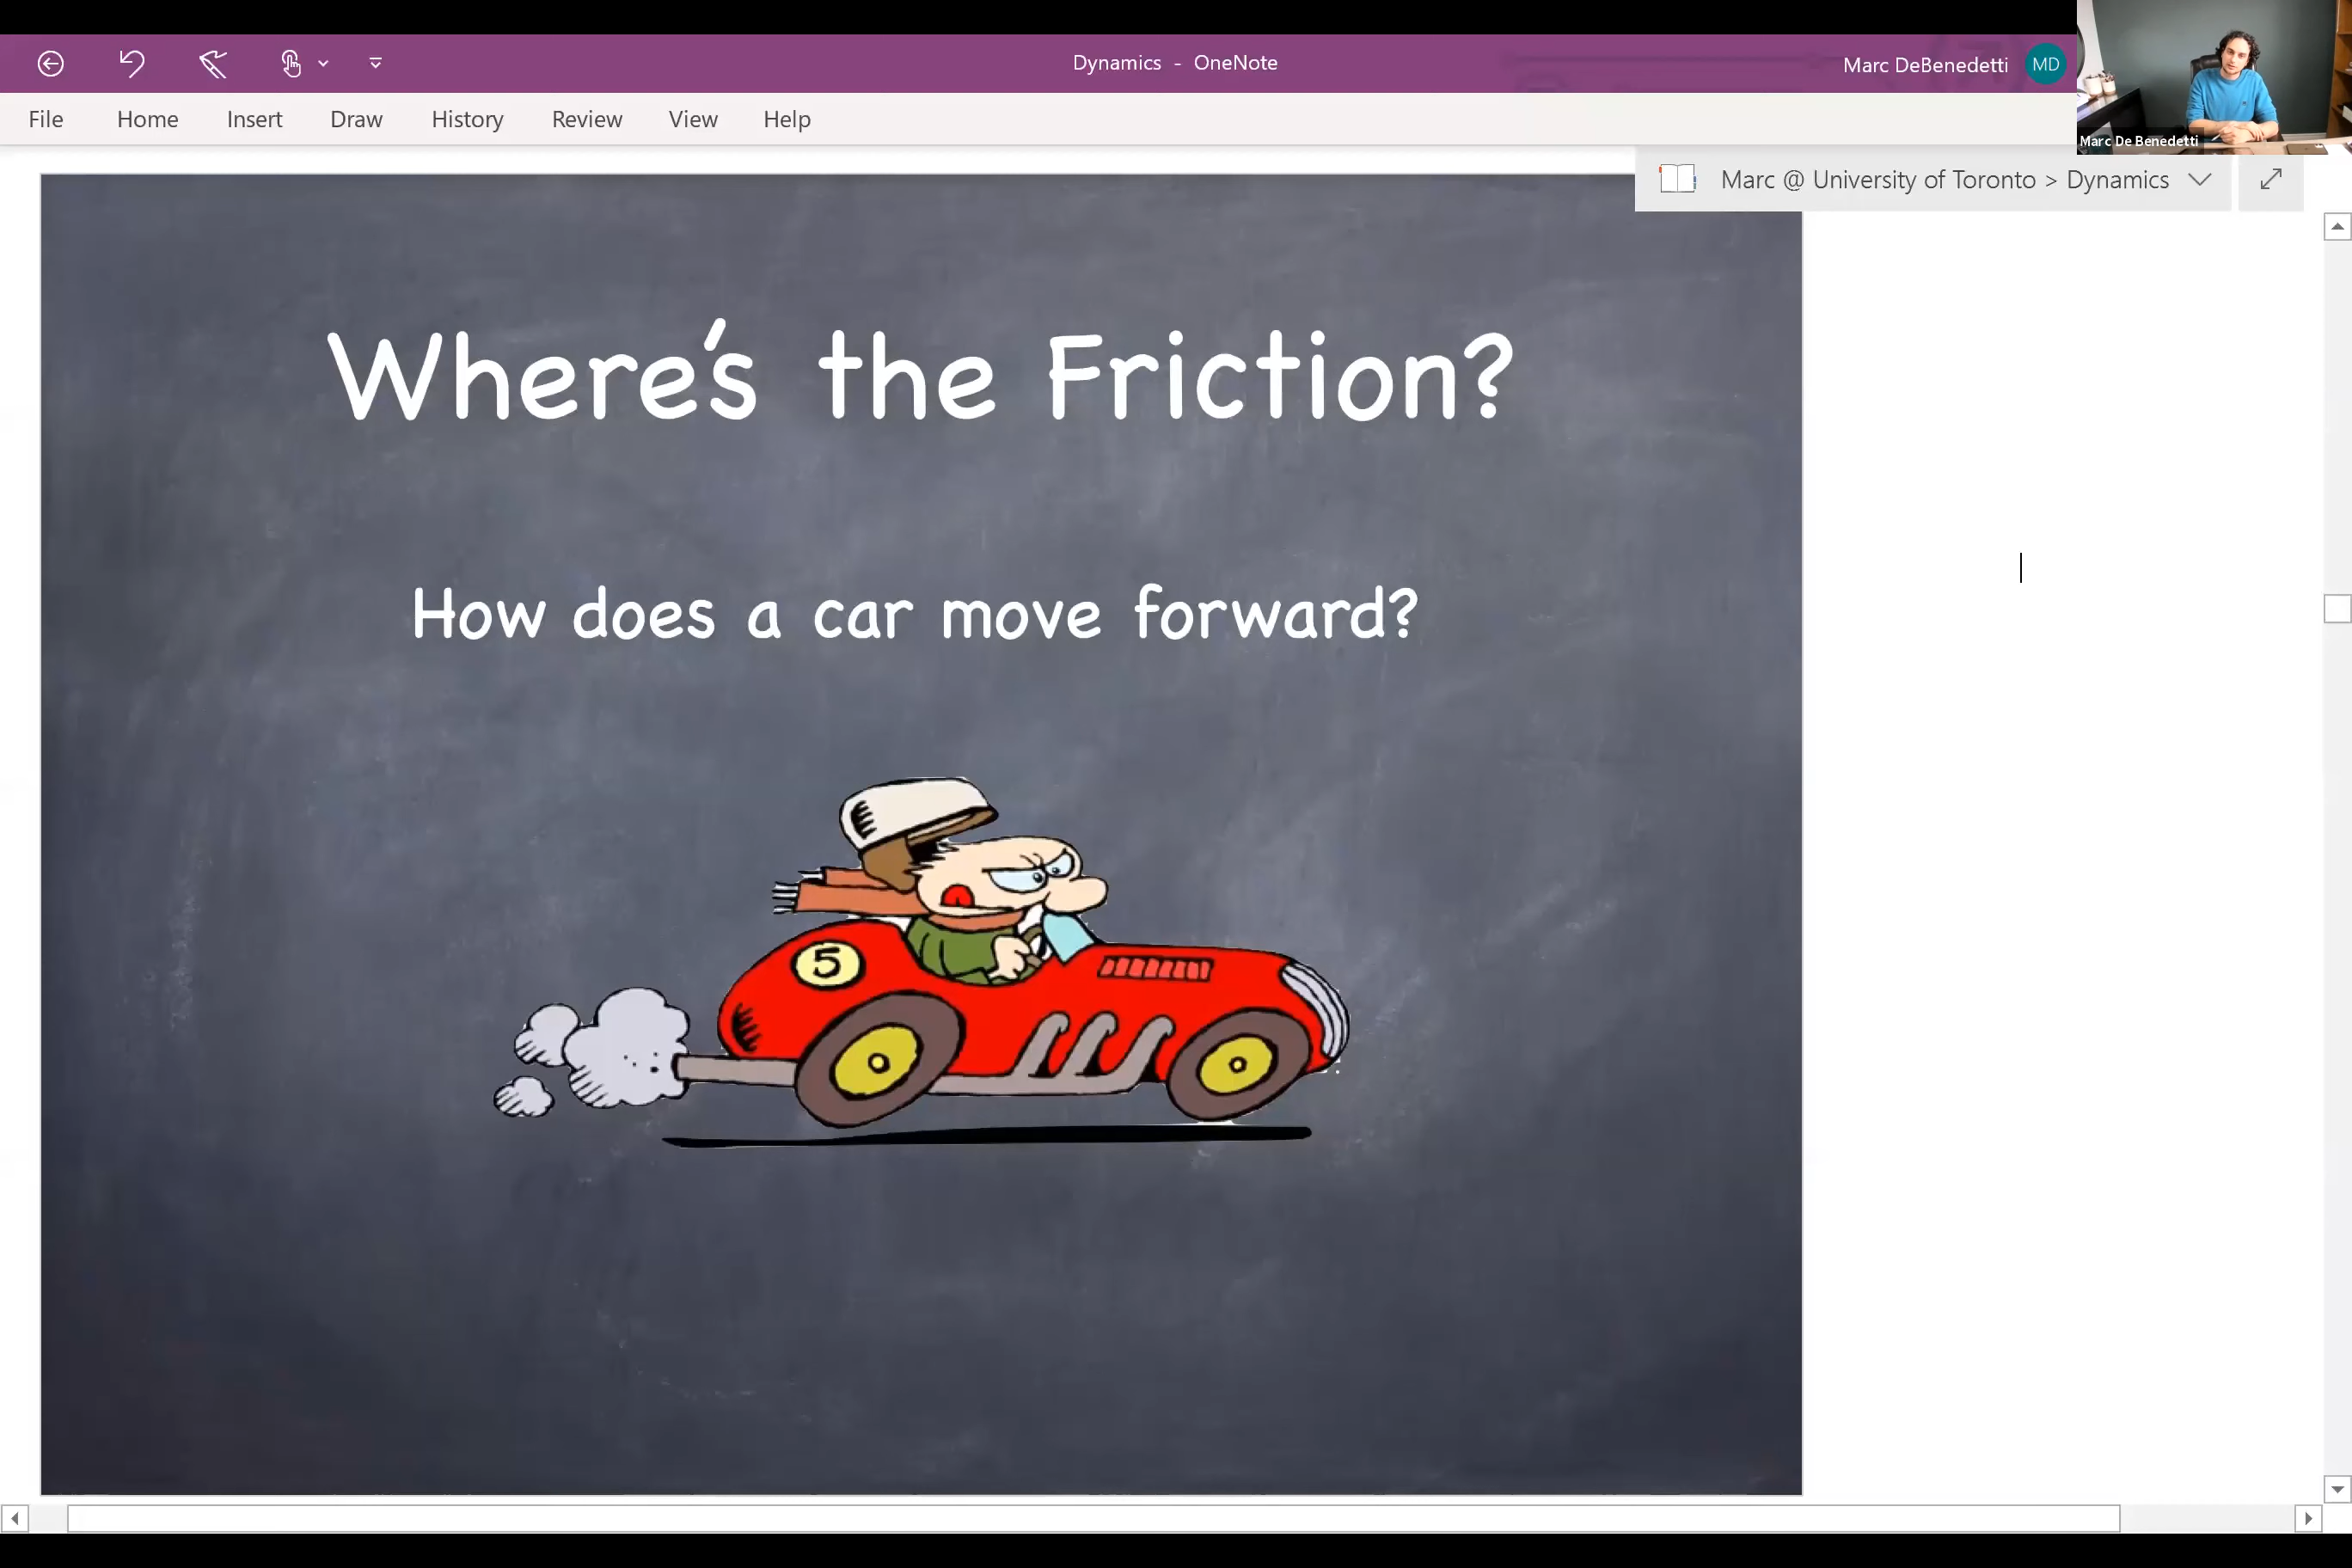 Dynamics - OneNote
Marc DeBenedetti
MD
Marc De Benedetti
File Home Insert Draw History Review View Help
Marc @ University of Toronto > Dynamics
Where's the Friction?
How does a car move forward?
5